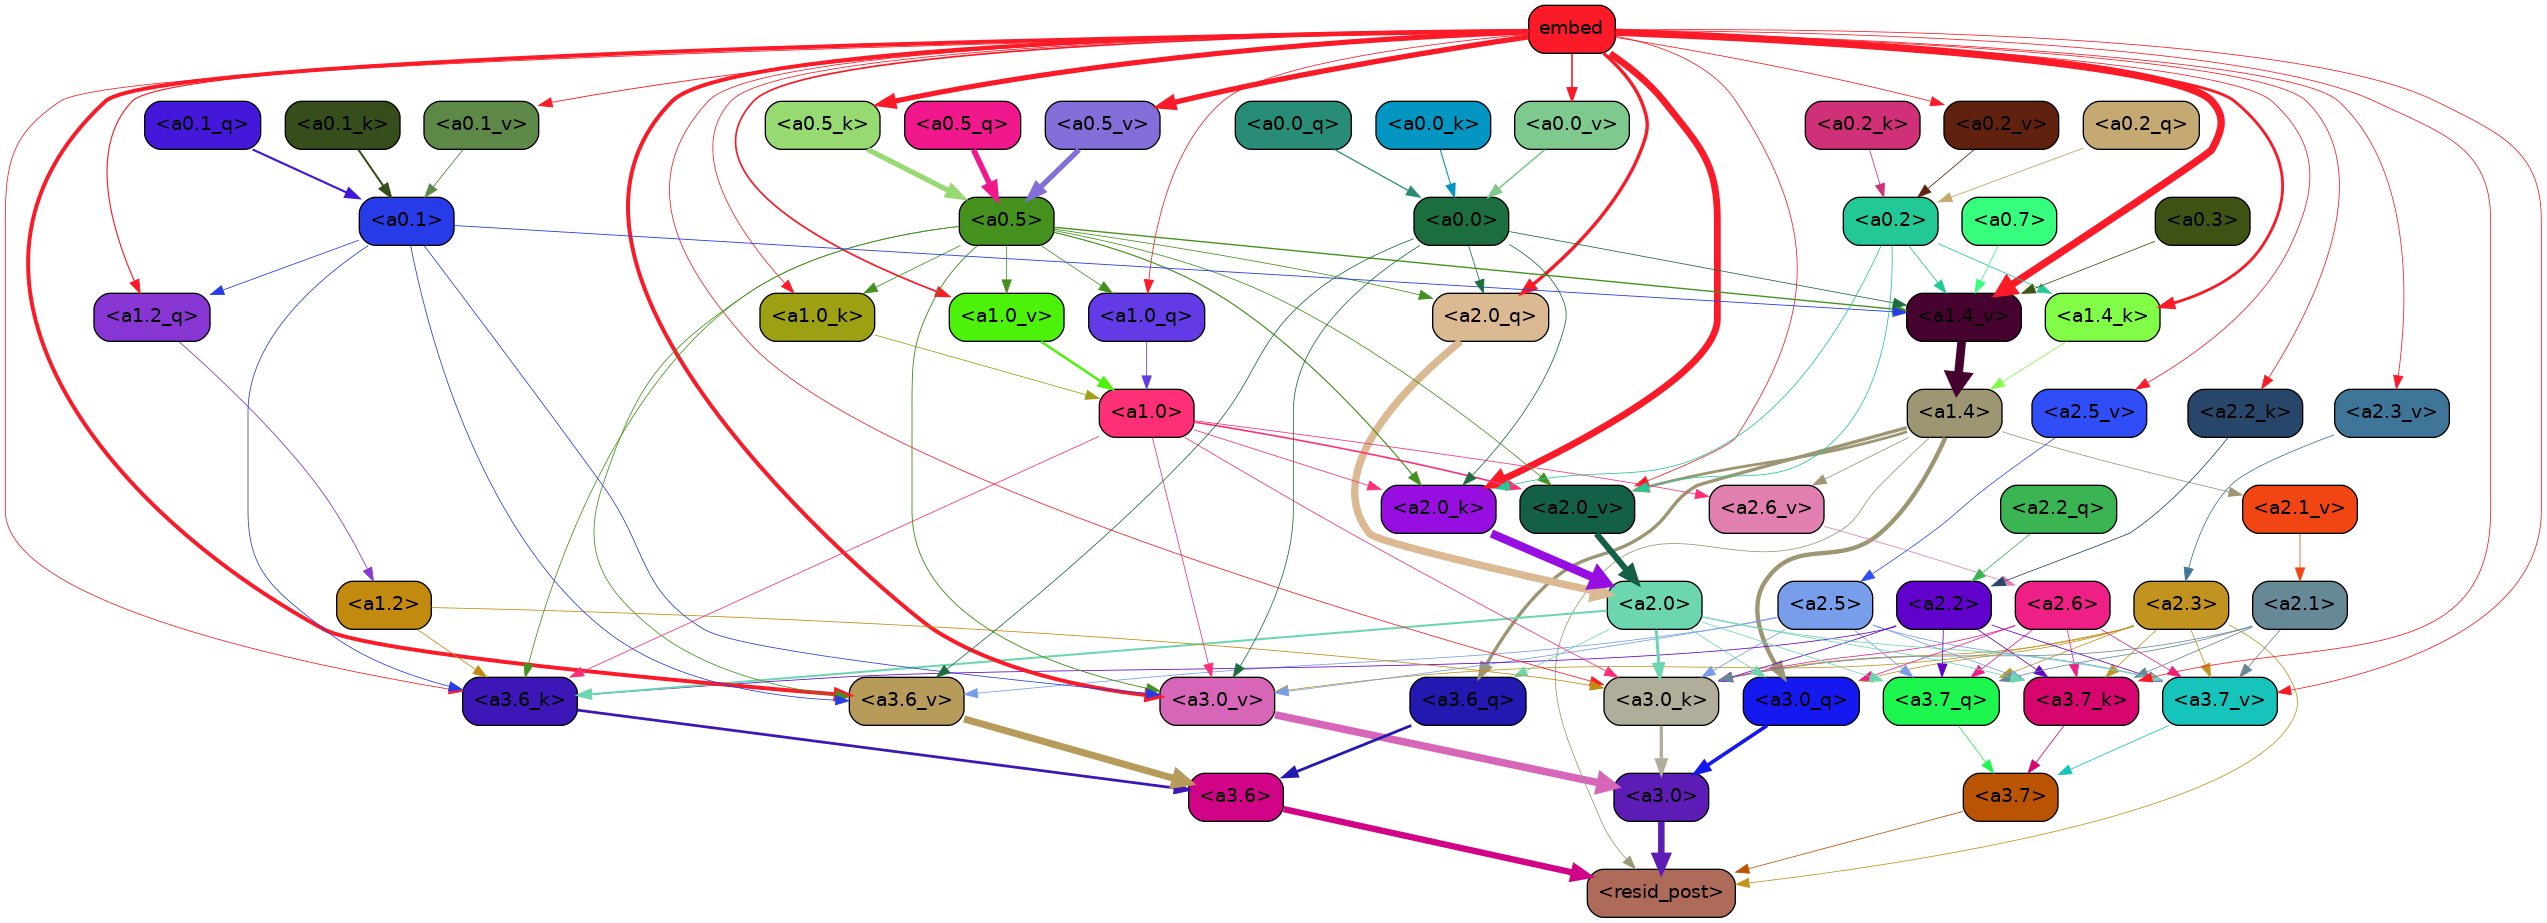 embed
<a0.1_q> <a0.1_k> <a0.1_v> <a0.5_k> <a0.5_q> <a0.5_v> <a0.0_q> <a0.0_k> <a0.0_v> <a0.2_k> <a0.2_v> <a0.2_q>
<a0.1> <a0.5> <a0.0> <a0.2> <a0.7> <a0.3>
<a1.2_q> <a1.0_k> <a1.0_v> <a1.0_q> <a2.0_q> <a1.4_v> <a1.4_k>
<a1.0> <a1.4> <a2.5_v> <a2.2_k> <a2.3_v>
<a2.0_k> <a2.0_v> <a2.6_v> <a2.2_q> <a2.1_v>
<a1.2> <a2.0> <a2.5> <a2.2> <a2.6> <a2.3> <a2.1>
<a3.6_k> <a3.6_v> <a3.0_v> <a3.6_q> <a3.0_k> <a3.0_q> <a3.7_q> <a3.7_k> <a3.7_v>
<a3.6> <a3.0> <a3.7>
<resid_post>